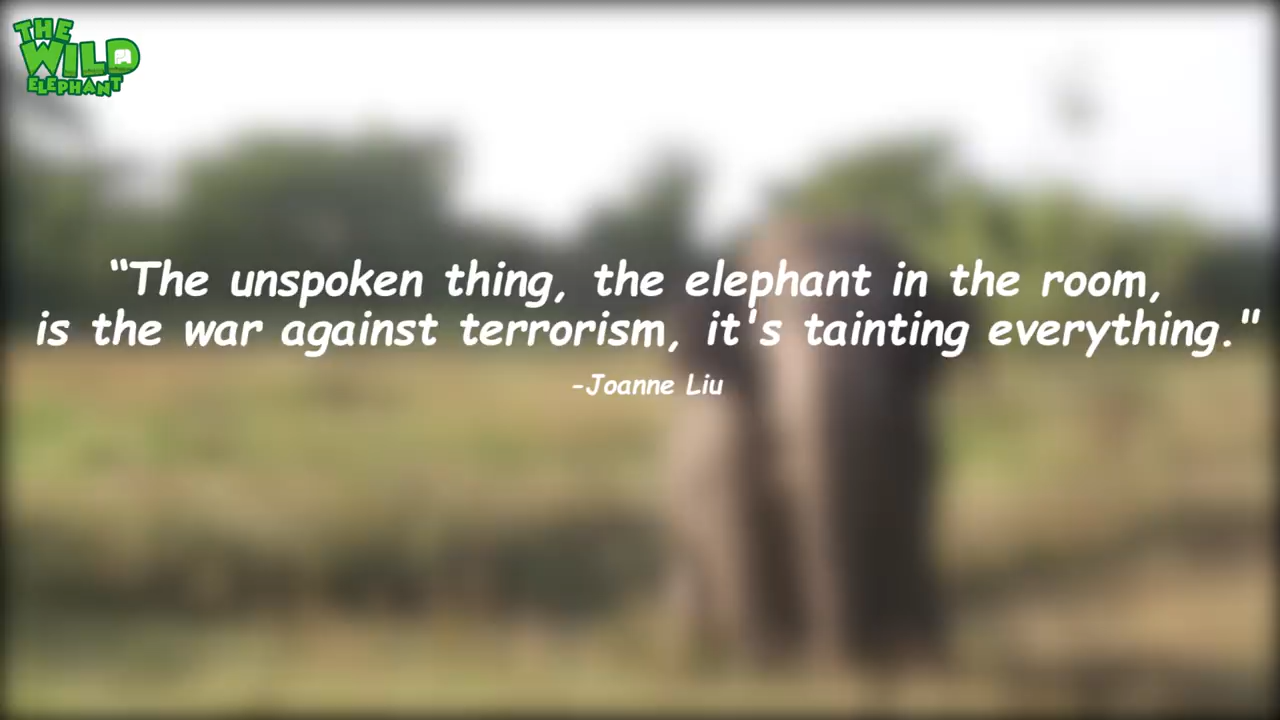 THE
WILD
ELEPHANT
“The unspoken thing, the elephant in the room,
is the war against terrorism, it's tainting everything."
-Joanne Liu